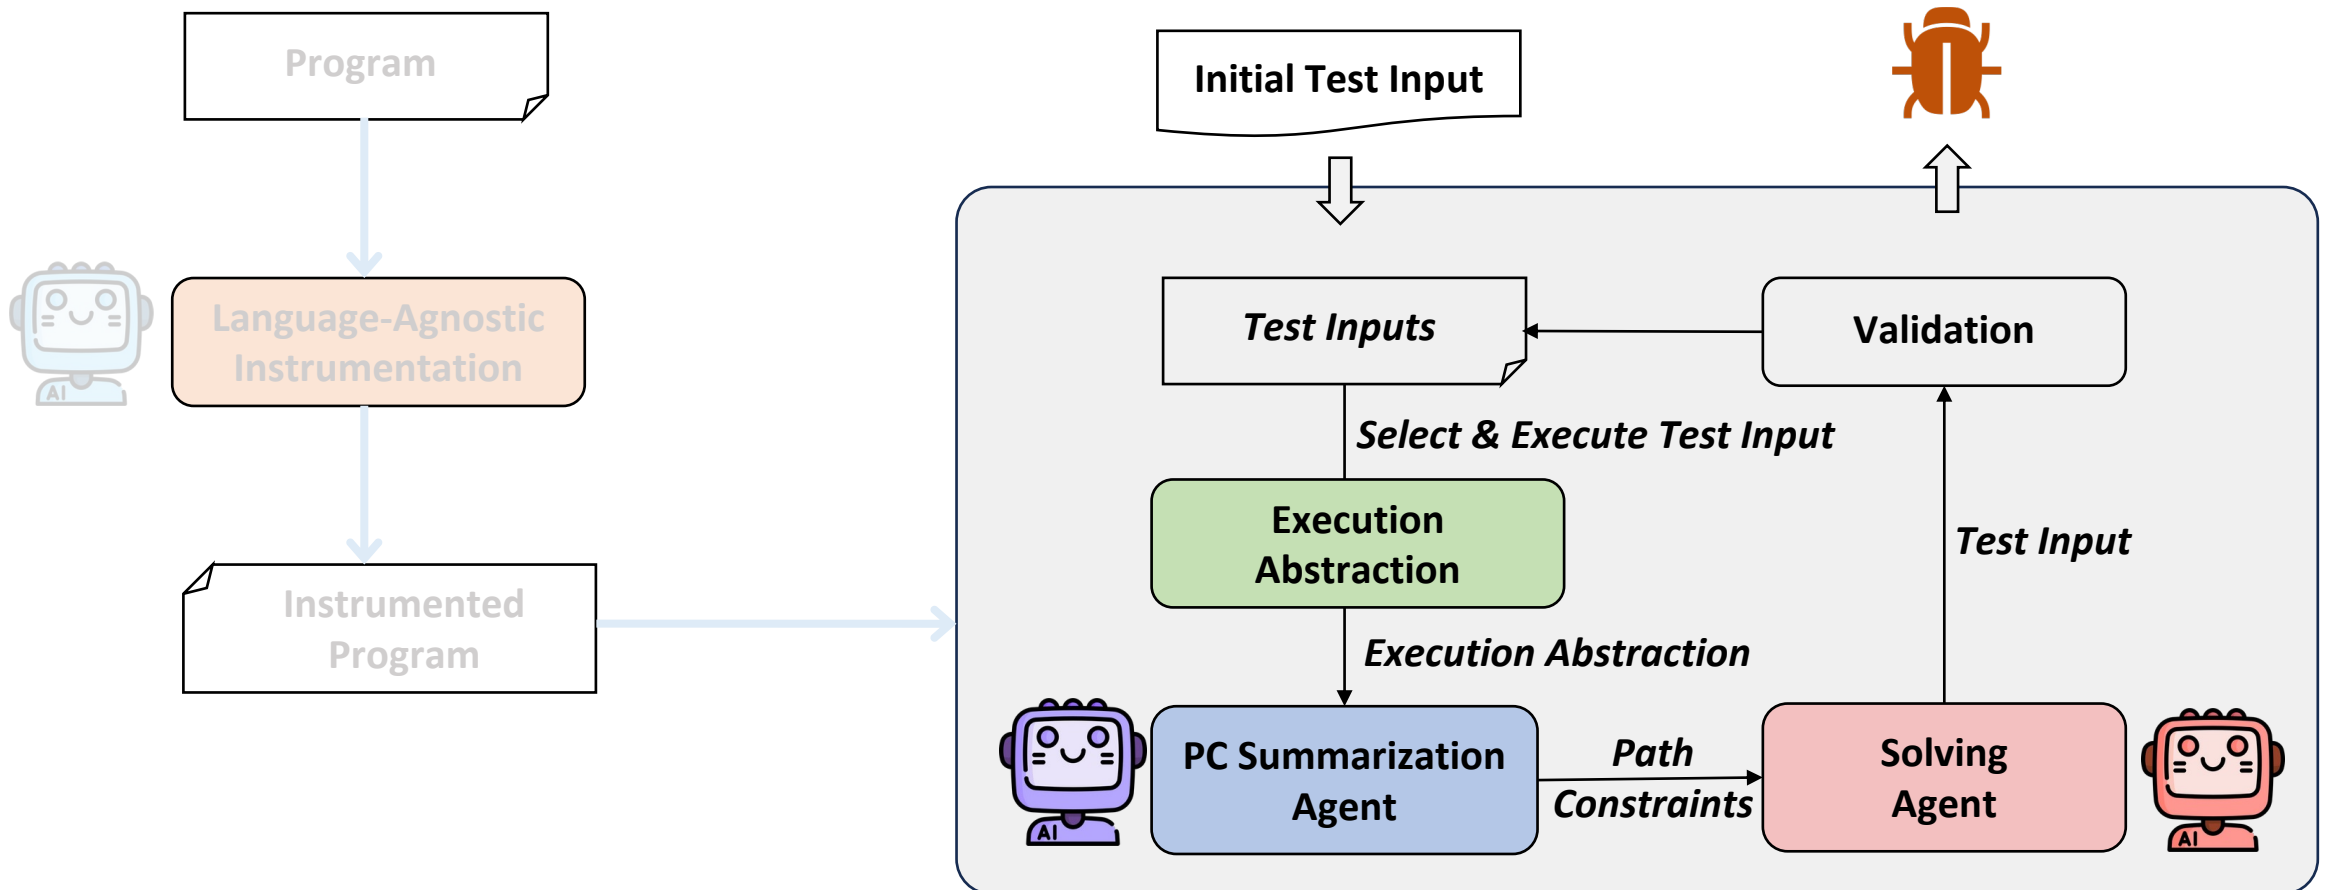 Program
Language-Agnostic
Instrumentation
AI
Instrumented
Program
Initial Test Input
Test Inputs
Validation
Select & Execute Test Input
Execution
Abstraction
Test Input
Execution Abstraction
PC Summarization
Agent
AI
Path
Constraints
Solving
Agent
AI